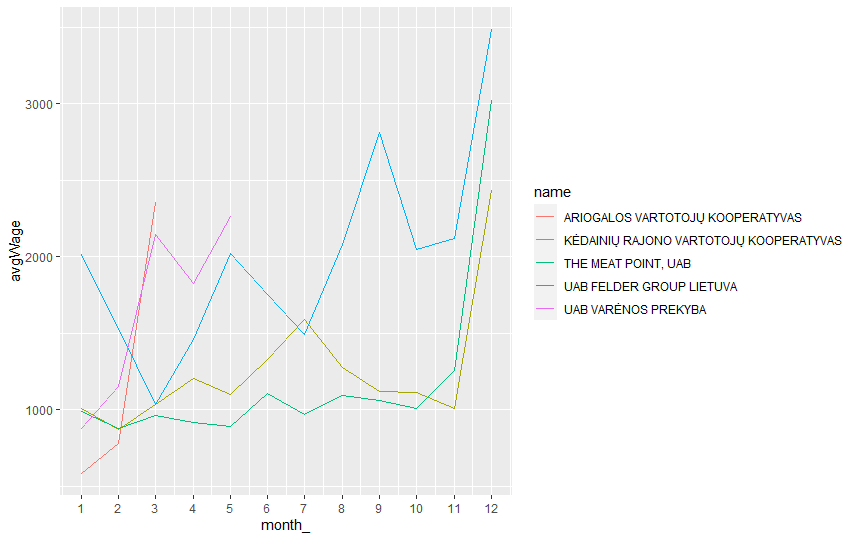 3000
2000
1000
avgWage
1 2 3 4 5 6 7 8 9 10 11 12
month_
name
ARIOGALOS VARTOTOJŲ KOOPERATYVAS
KĖDAINIŲ RAJONO VARTOTOJŲ KOOPERATYVAS
THE MEAT POINT, UAB
UAB FELDER GROUP LIETUVA
UAB VARĖNOS PREKYBA